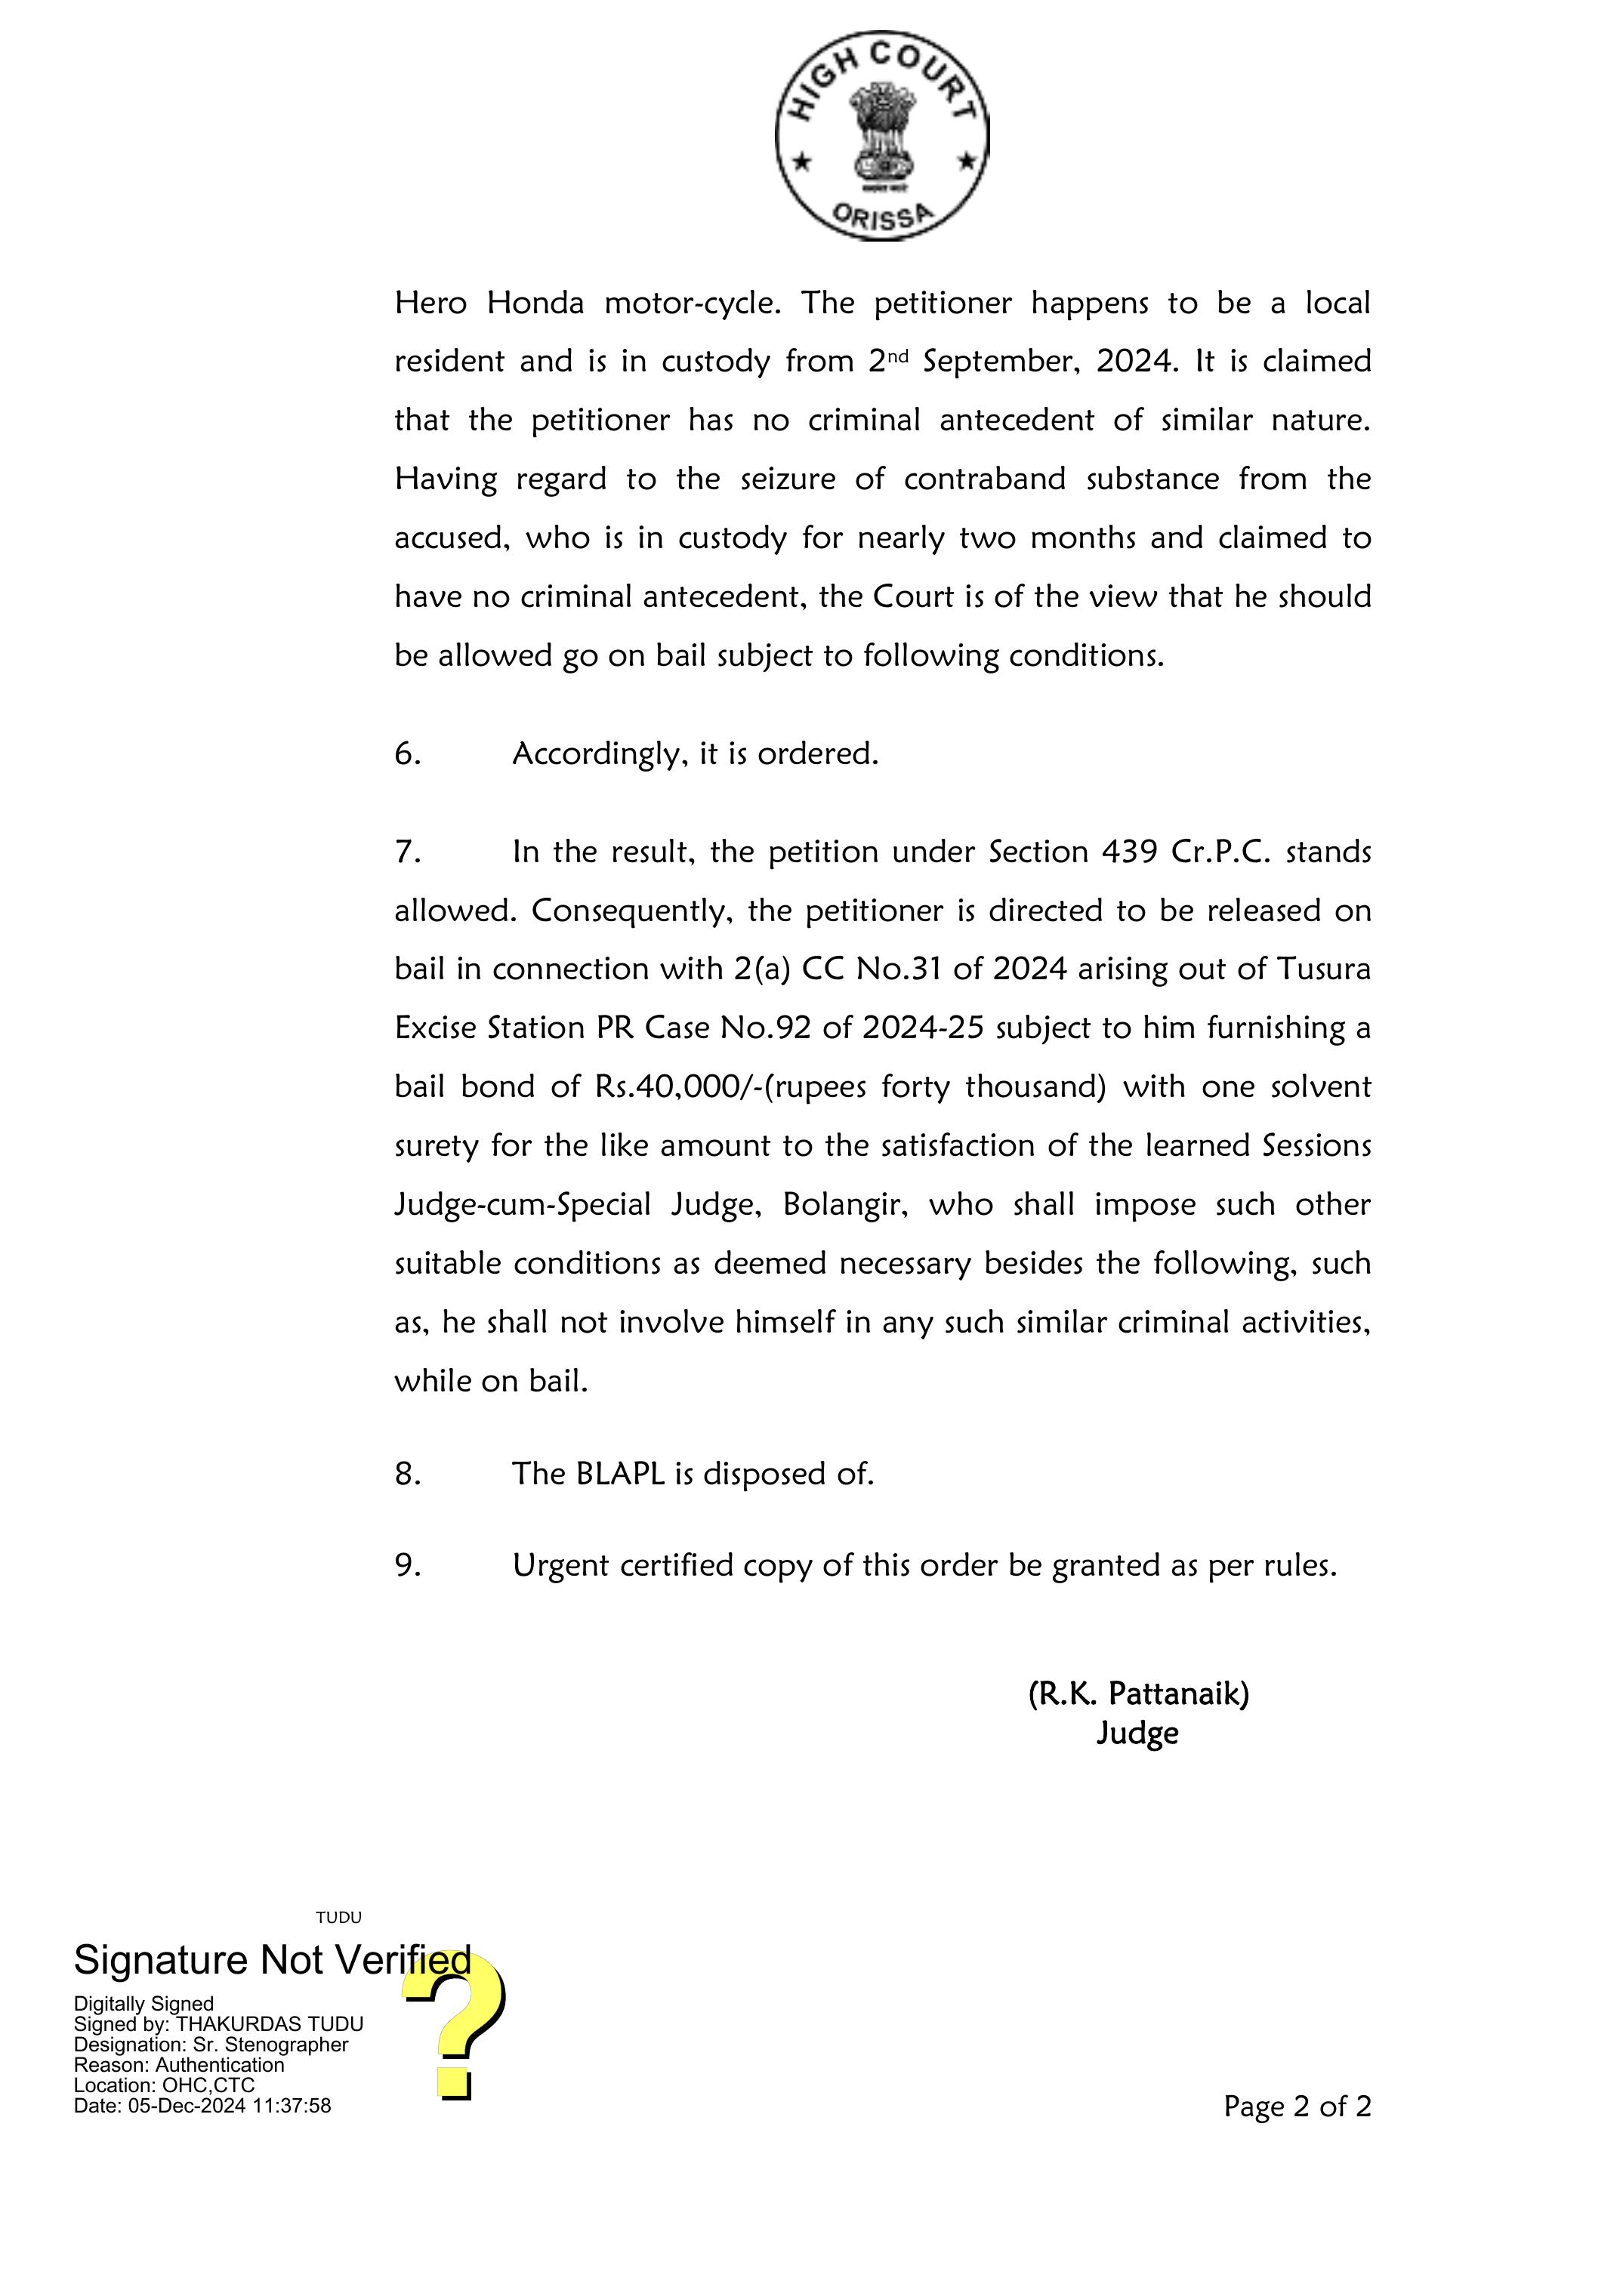 HIGH COURT
ORISSA
Hero Honda motor-cycle. The petitioner happens to be a local
resident and is in custody from 2nd September, 2024. It is claimed
that the petitioner has no criminal antecedent of similar nature.
Having regard to the seizure of contraband substance from the
accused, who is in custody for nearly two months and claimed to
have no criminal antecedent, the Court is of the view that he should
be allowed go on bail subject to following conditions.
6. Accordingly, it is ordered.
7. In the result, the petition under Section 439 Cr.P.C. stands
allowed. Consequently, the petitioner is directed to be released on
bail in connection with 2(a) CC No.31 of 2024 arising out of Tusura
Excise Station PR Case No.92 of 2024-25 subject to him furnishing a
bail bond of Rs.40,000/-(rupees forty thousand) with one solvent
surety for the like amount to the satisfaction of the learned Sessions
Judge-cum-Special Judge, Bolangir, who shall impose such other
suitable conditions as deemed necessary besides the following, such
as, he shall not involve himself in any such similar criminal activities,
while on bail.
8. The BLAPL is disposed of.
9. Urgent certified copy of this order be granted as per rules.
(R.K. Pattanaik)
Judge
TUDU
Signature Not Verified
Digitally Signed
Signed by: THAKURDAS TUDU
Designation: Sr. Stenographer
Reason: Authentication
Location: OHC,CTC
Date: 05-Dec-2024 11:37:58
Page 2 of 2